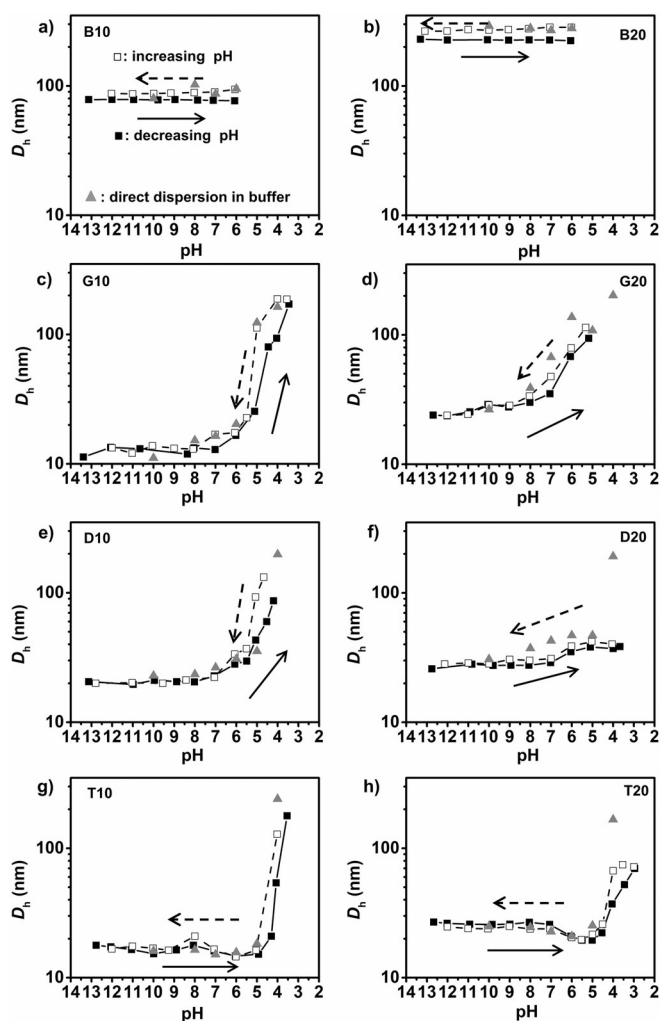 a) B10
□: increasing pH
■: decreasing pH
▲: direct dispersion in buffer
Dh (nm)
100
10
14 13 12 11 10 9 8 7 6 5 4 3 2
pH
b) B20
Dh (nm)
100
10
14 13 12 11 10 9 8 7 6 5 4 3 2
pH
c) G10
Dh (nm)
100
10
14 13 12 11 10 9 8 7 6 5 4 3 2
pH
d) G20
Dh (nm)
100
10
14 13 12 11 10 9 8 7 6 5 4 3 2
pH
e) D10
Dh (nm)
100
10
14 13 12 11 10 9 8 7 6 5 4 3 2
pH
f) D20
Dh (nm)
100
10
14 13 12 11 10 9 8 7 6 5 4 3 2
pH
g) T10
Dh (nm)
100
10
14 13 12 11 10 9 8 7 6 5 4 3 2
pH
h) T20
Dh (nm)
100
10
14 13 12 11 10 9 8 7 6 5 4 3 2
pH